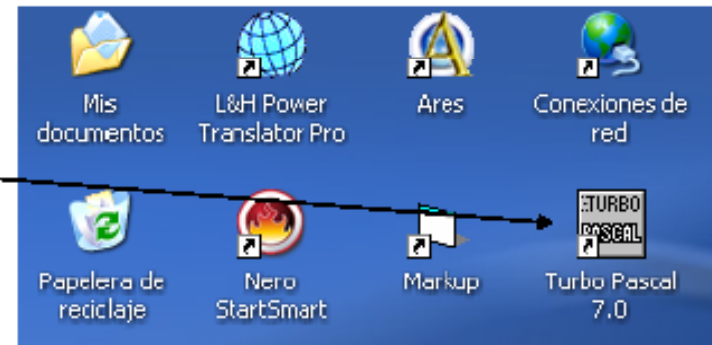 Mis
documentos
L&H Power
Translator Pro
Ares
Conexiones de
red
:TURBO
PASCAL
Papelera de
reciclaje
Nero
StartSmart
Markup
Turbo Pascal
7.0